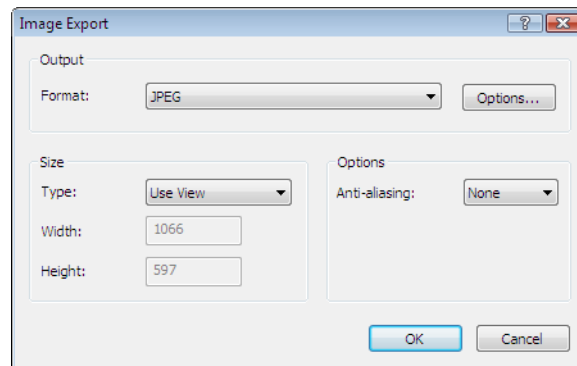 Image Export
Output
Format: JPEG Options...
Size
Type: Use View
Width: 1066
Height: 597
Options
Anti-aliasing: None
OK Cancel